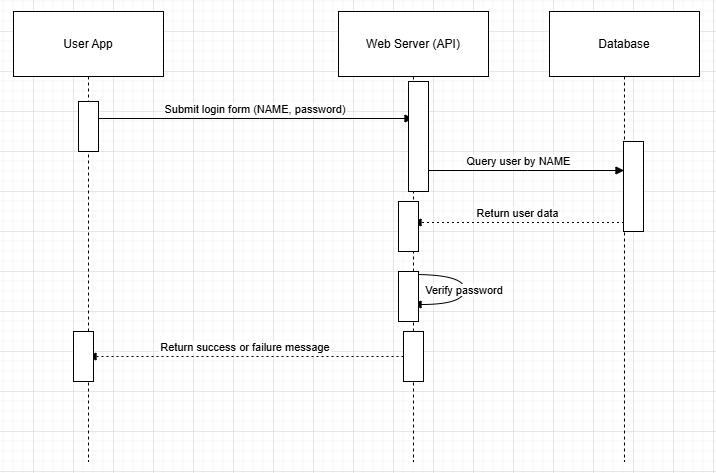 User App
Web Server (API)
Database
Submit login form (NAME, password)
Query user by NAME
Return user data
Verify password
Return success or failure message